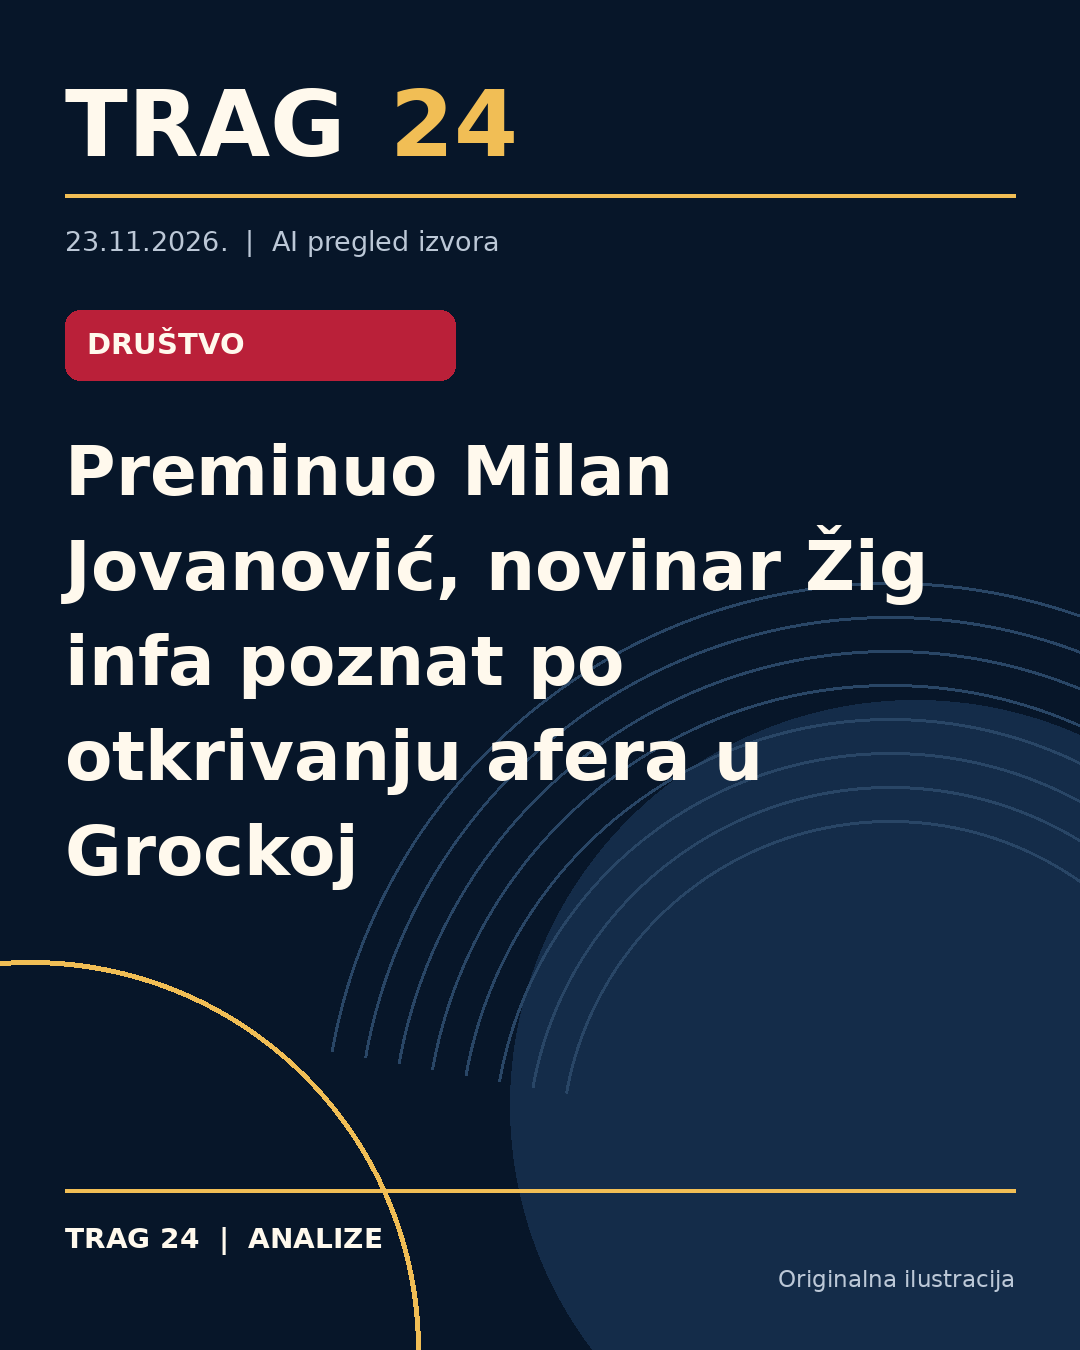 TRAG 24
23.11.2026. | AI pregled izvora
DRUŠTVO
Preminuo Milan
Jovanović, novinar Žig
infa poznat po
otkrivanju afera u
Grockoj
TRAG 24 | ANALIZE
Originalna ilustracija